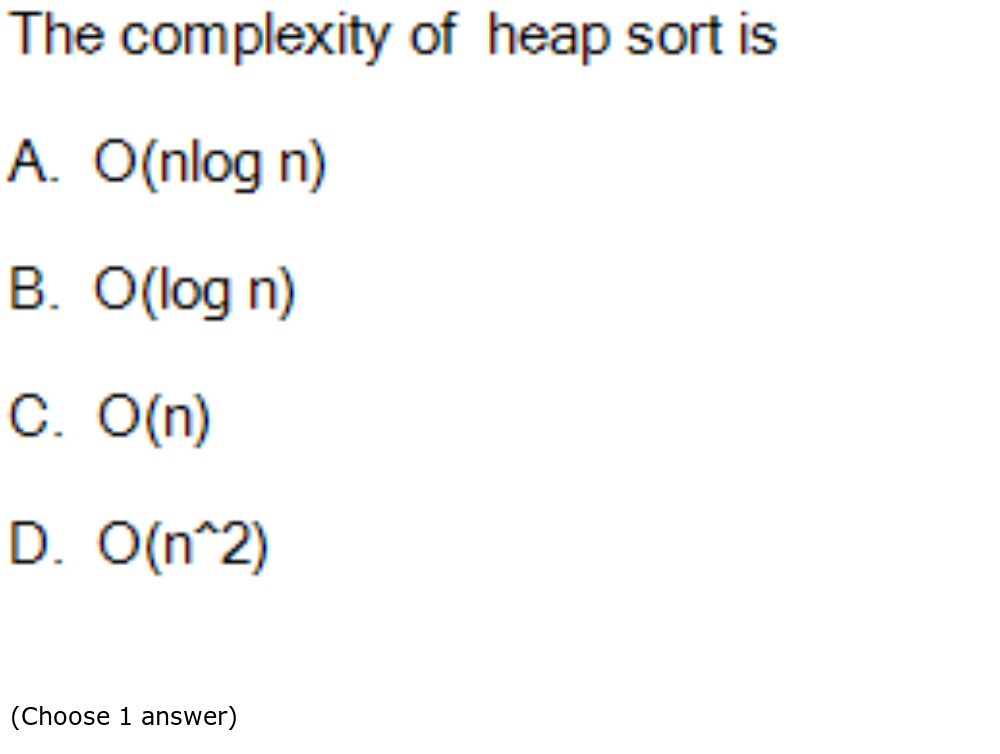 The complexity of heap sort is
A. O(nlog n)
B. O(log n)
C. O(n)
D. O(n^2)
(Choose 1 answer)